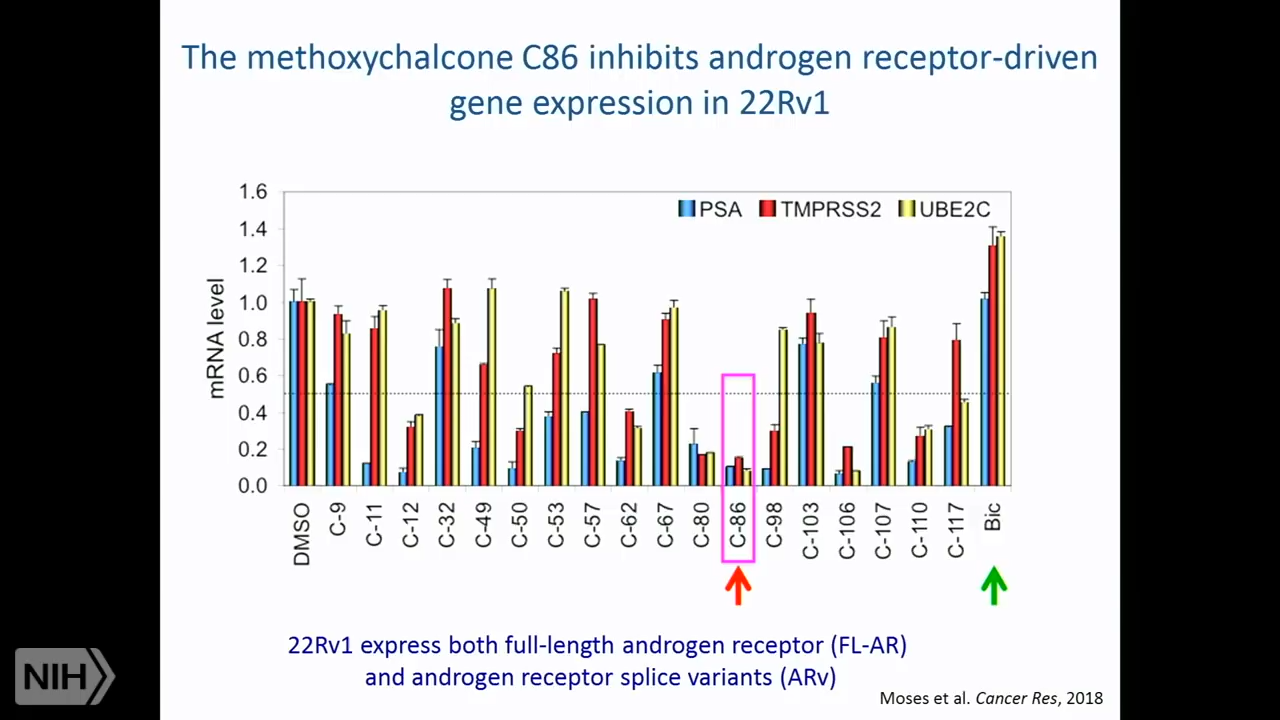 The methoxychalcone C86 inhibits androgen receptor-driven
gene expression in 22Rv1
PSA TMPRSS2 UBE2C
mRNA level
1.6
1.4
1.2
1.0
0.8
0.6
0.4
0.2
0.0
DMSO C-9 C-11 C-12 C-32 C-49 C-50 C-53 C-57 C-62 C-67 C-80 C-86 C-98 C-103 C-106 C-107 C-110 C-117 Bic
22Rv1 express both full-length androgen receptor (FL-AR)
and androgen receptor splice variants (ARv)
Moses et al. Cancer Res, 2018
NIH